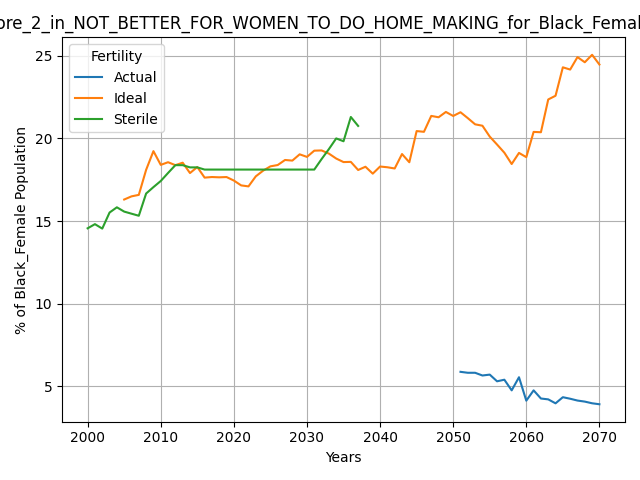 ore_2_in_NOT_BETTER_FOR_WOMEN_TO_DO_HOME_MAKING_for_Black_Femal
Fertility
Actual
Ideal
Sterile
% of Black_Female Population
25
20
15
10
5
2000 2010 2020 2030 2040 2050 2060 2070
Years